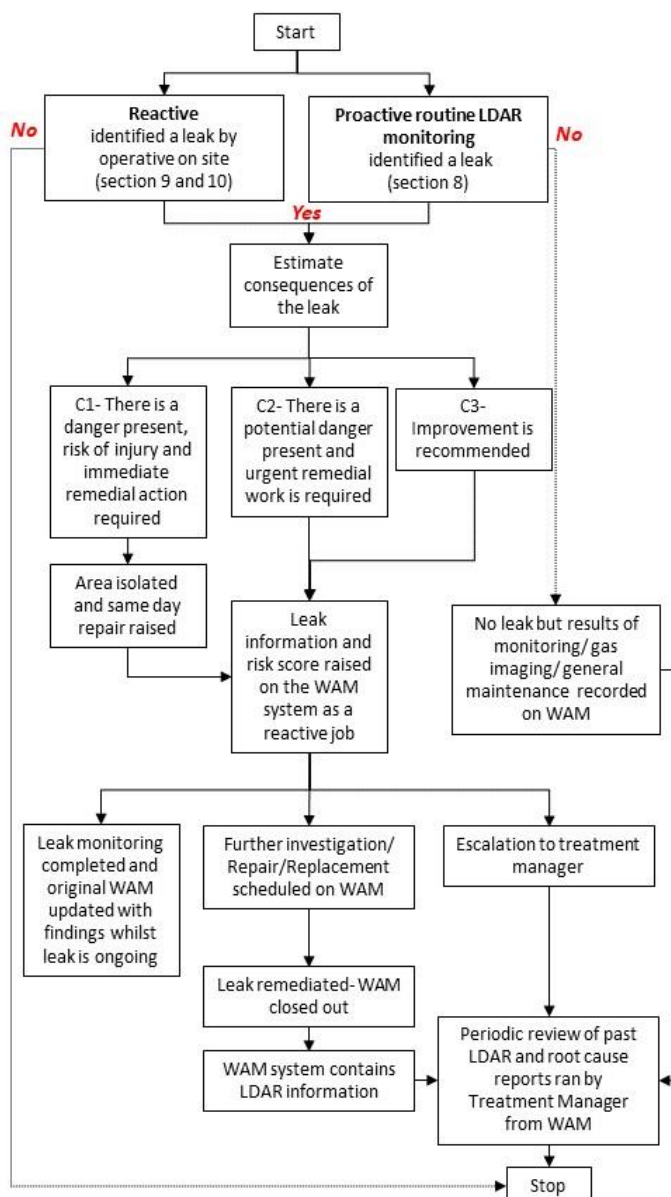 Start
No
Reactive
identified a leak by
operative on site
(section 9 and 10)
Proactive routine LDAR
monitoring
identified a leak
(section 8)
No
Yes
Estimate
consequences of
the leak
C1- There is a
danger present,
risk of injury and
immediate
remedial action
required
C2- There is a
potential danger
present and
urgent remedial
work is required
C3-
Improvement is
recommended
Area isolated
and same day
repair raised
Leak
information and
risk score raised
on the WAM
system as a
reactive job
No leak but results of
monitoring/ gas
imaging/ general
maintenance recorded
on WAM
Leak monitoring
completed and
original WAM
updated with
findings whilst
leak is ongoing
Further investigation/
Repair/Replacement
scheduled on WAM
Escalation to treatment
manager
Leak remediated- WAM
closed out
WAM system contains
LDAR information
Periodic review of past
LDAR and root cause
reports ran by
Treatment Manager
from WAM
Stop